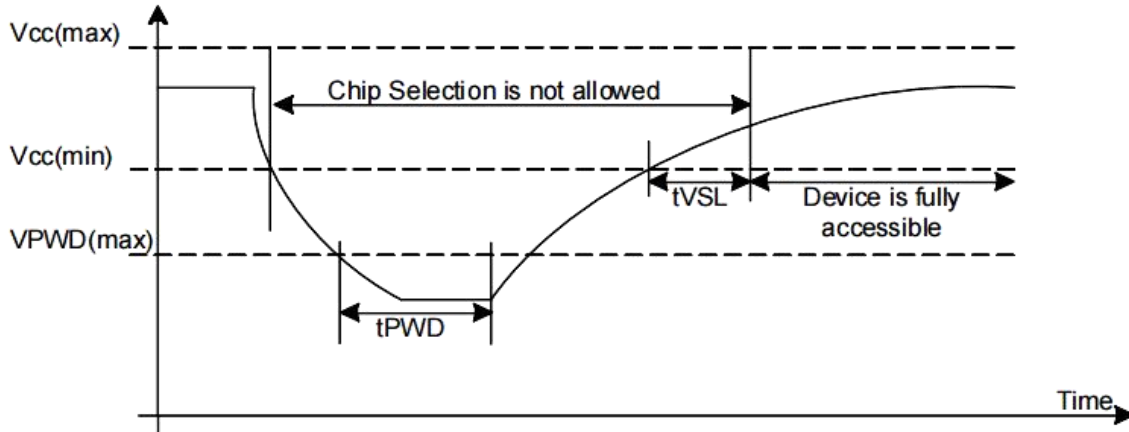 Vcc(max)
Chip Selection is not allowed
Vcc(min)
tVSL
Device is fully
accessible
VPWD(max)
tPWD
Time